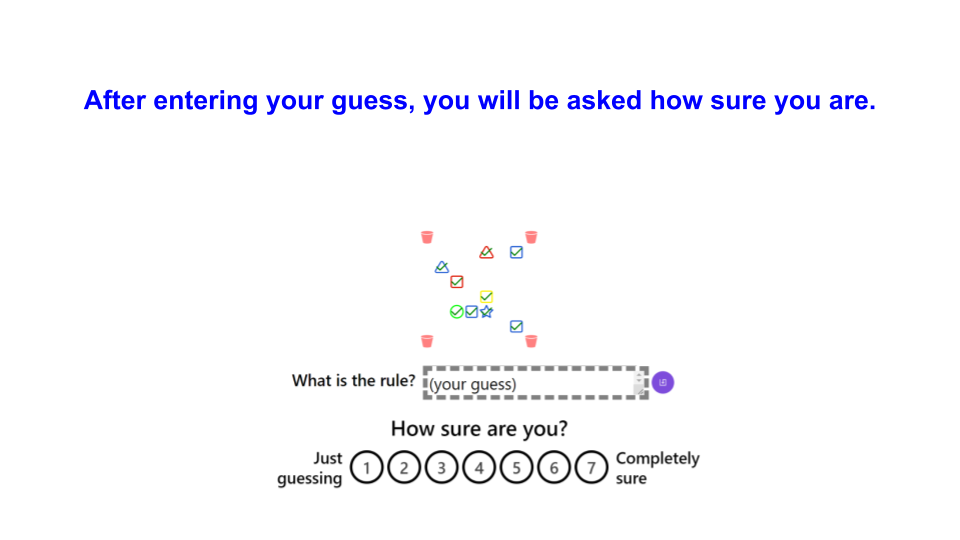 After entering your guess, you will be asked how sure you are.
What is the rule? (your guess)
How sure are you?
Just guessing 1 2 3 4 5 6 7 Completely sure